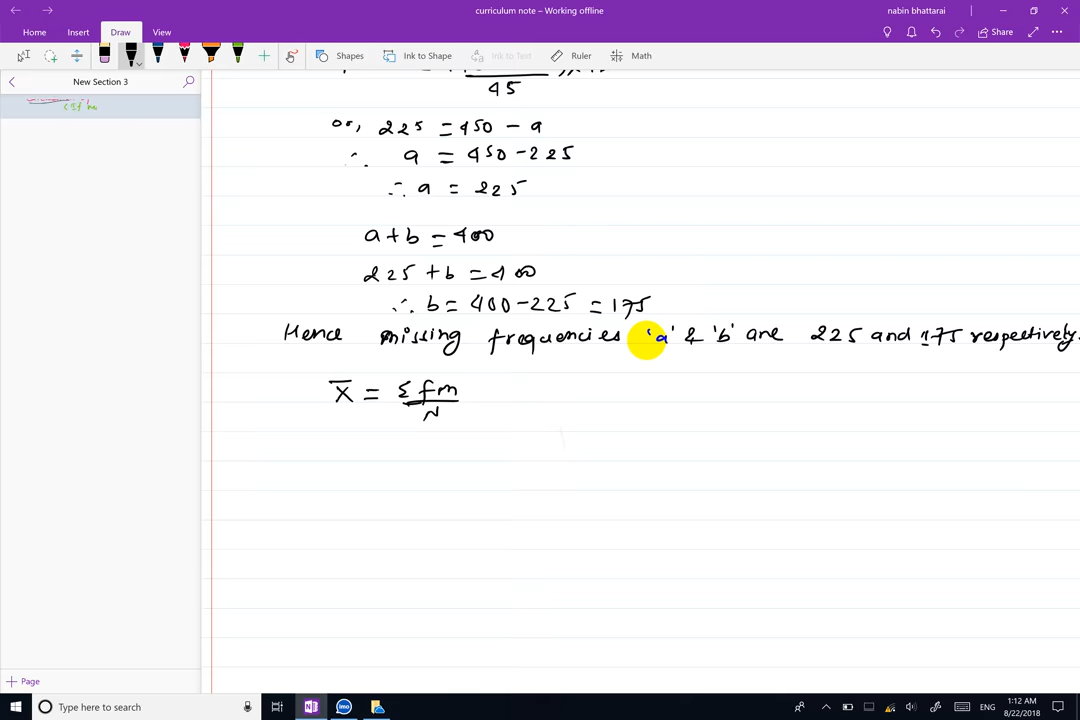 curriculum note – Working offline
nabin bhattarai
Home Insert Draw View
Share
Shapes Ink to Shape Ink to Text Ruler Math
New Section 3
45
or, 225 = 450 - a
∴ a = 450 - 225
∴ a = 225
a + b = 400
225 + b = 400
∴ b = 400 - 225 = 175
Hence missing frequencies 'a' & 'b' are 225 and 175 respectively.
X̄ = Σfm
N
Page
Type here to search
ENG
1:12 AM
8/22/2018